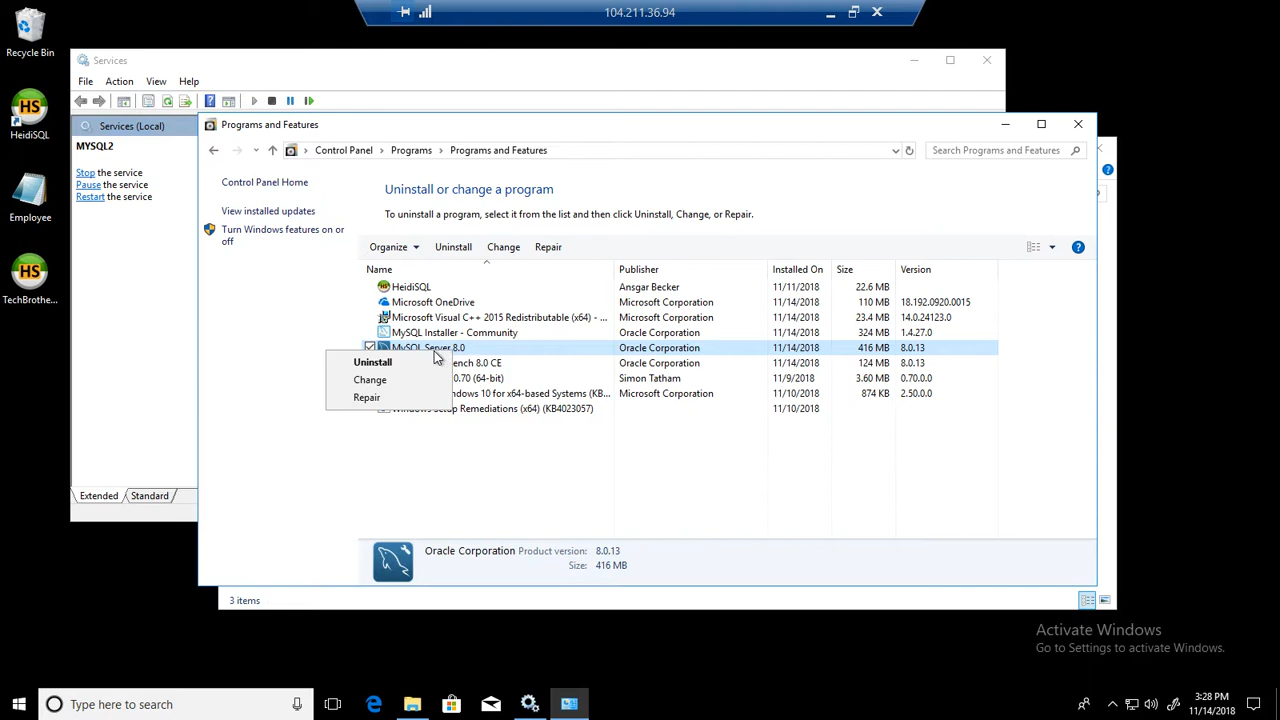 104.211.36.94
Recycle Bin
HeidiSQL
Employee
TechBrothe...
Services
File Action View Help
Services (Local)
MYSQL2
Stop the service
Pause the service
Restart the service
Extended Standard
Programs and Features
Control Panel Programs Programs and Features
Search Programs and Features
Control Panel Home
View installed updates
Turn Windows features on or
off
Uninstall or change a program
To uninstall a program, select it from the list and then click Uninstall, Change, or Repair.
Organize Uninstall Change Repair
Name Publisher Installed On Size Version
HeidiSQL Ansgar Becker 11/11/2018 22.6 MB
Microsoft OneDrive Microsoft Corporation 11/14/2018 110 MB 18.192.0920.0015
Microsoft Visual C++ 2015 Redistributable (x64) - ... Microsoft Corporation 11/14/2018 23.4 MB 14.0.24123.0
MySQL Installer - Community Oracle Corporation 11/14/2018 324 MB 1.4.27.0
MySQL Server 8.0 Oracle Corporation 11/14/2018 416 MB 8.0.13
8.0 CE Oracle Corporation 11/14/2018 124 MB 8.0.13
0.70 (64-bit) Simon Tatham 11/9/2018 3.60 MB 0.70.0.0
Windows 10 for x64-based Systems (KB... Microsoft Corporation 11/10/2018 874 KB 2.50.0.0
Windows Setup Remediations (x64) (KB4023057) 11/10/2018
Uninstall
Change
Repair
Oracle Corporation Product version: 8.0.13
Size: 416 MB
3 items
Activate Windows
Go to Settings to activate Windows.
Type here to search
3:28 PM
11/14/2018